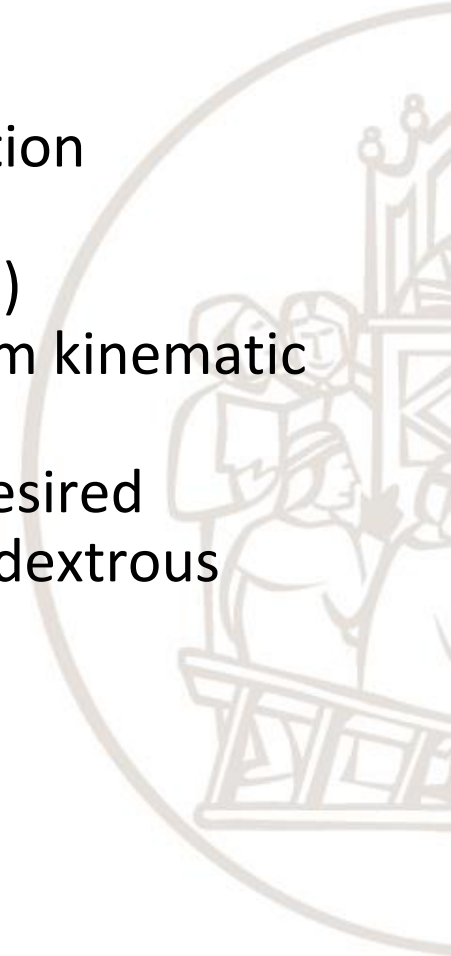 tion
)
m kinematic
esired
dextrous